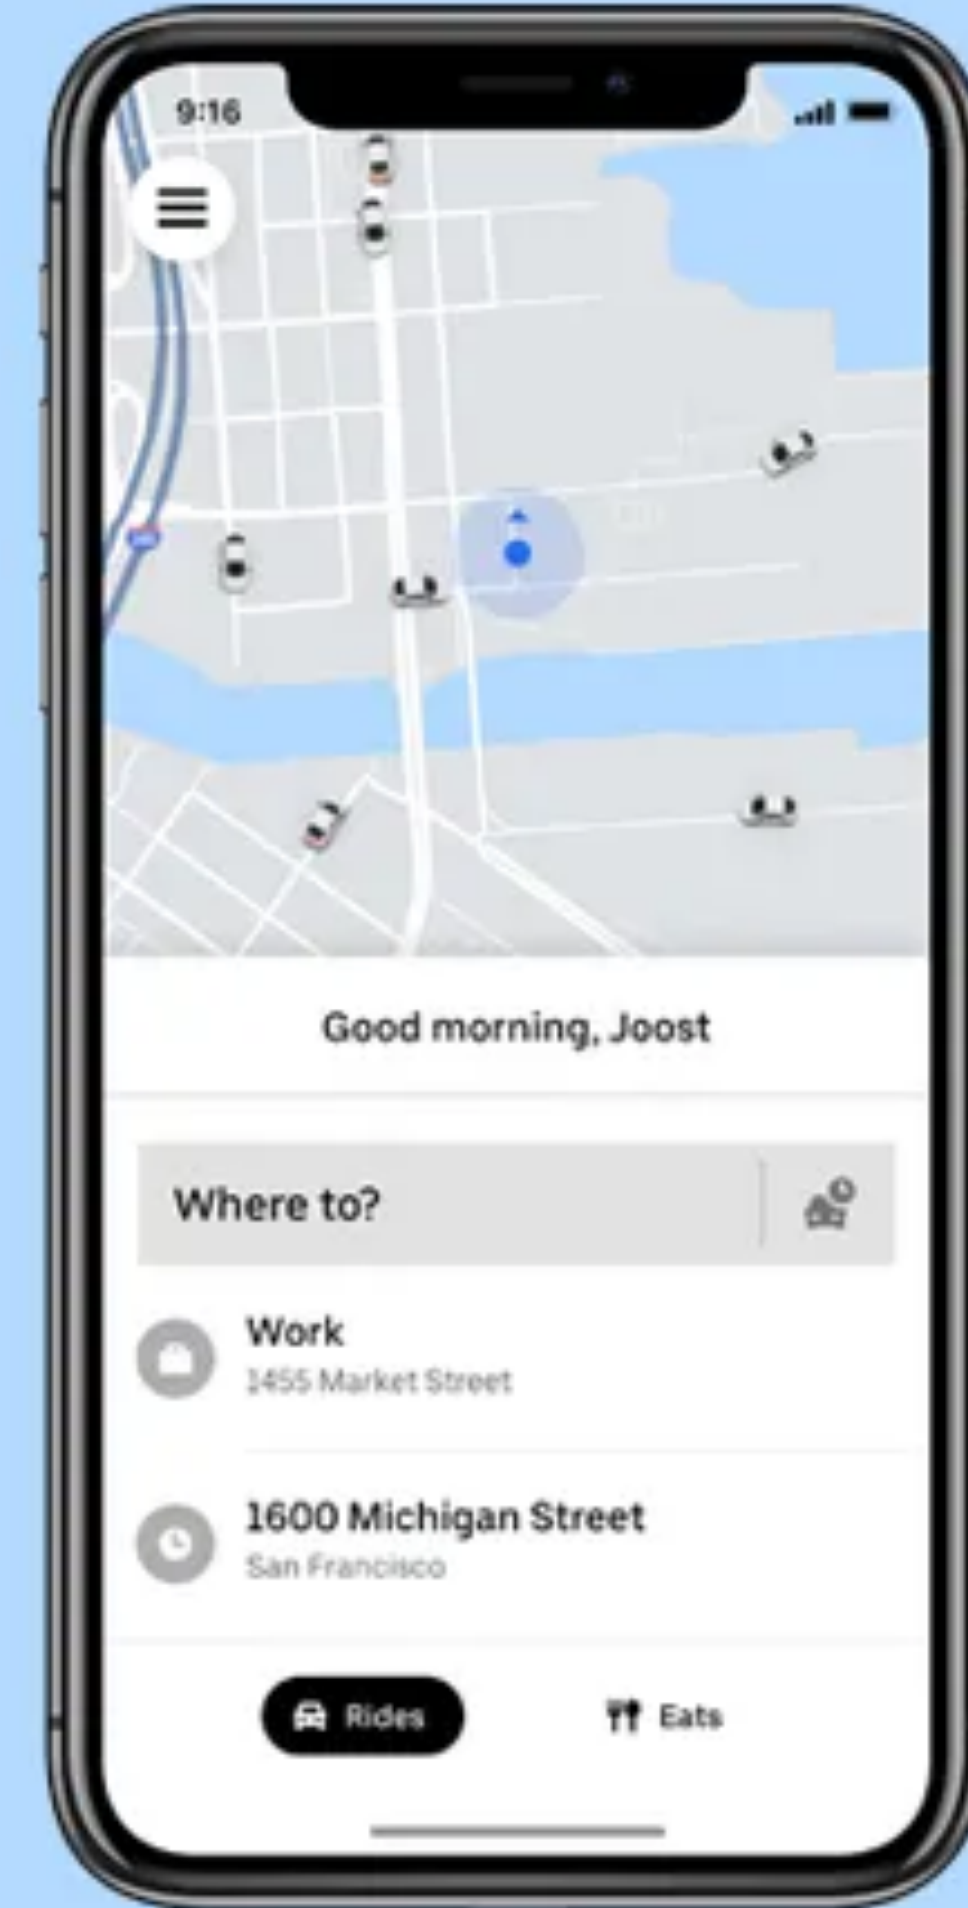 9:16
Good morning, Joost
Where to?
Work
1455 Market Street
1600 Michigan Street
San Francisco
Rides
Eats